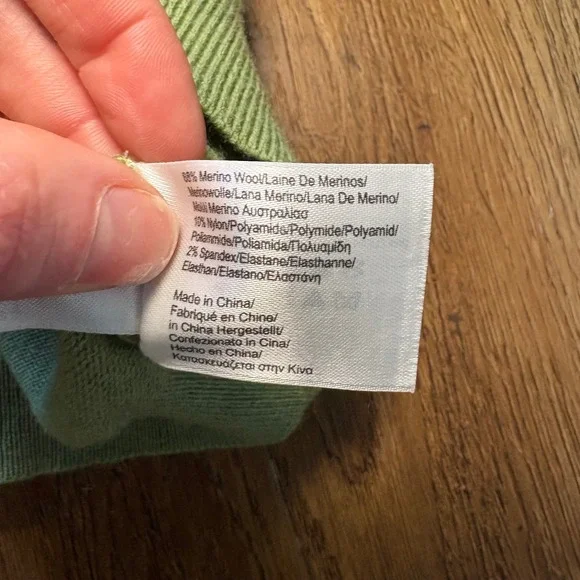 88% Merino Wool/Laine De Merinos/
Merinowolle/Lana Merino/Lana De Merino/
Μαλλί Merino Αυστραλίασ
10% Nylon/Polyamide/Polymide/Polyamid/
Poliammide/Poliamida/Πολυαμίδη
2% Spandex/Elastane/Elasthanne/
Elasthan/Elastano/Ελαστάνη
Made in China/
Fabriqué en Chine/
in China Hergestellt/
Confezionato in Cina/
Hecho en China/
Κατασκευάζεται στην Κίνα